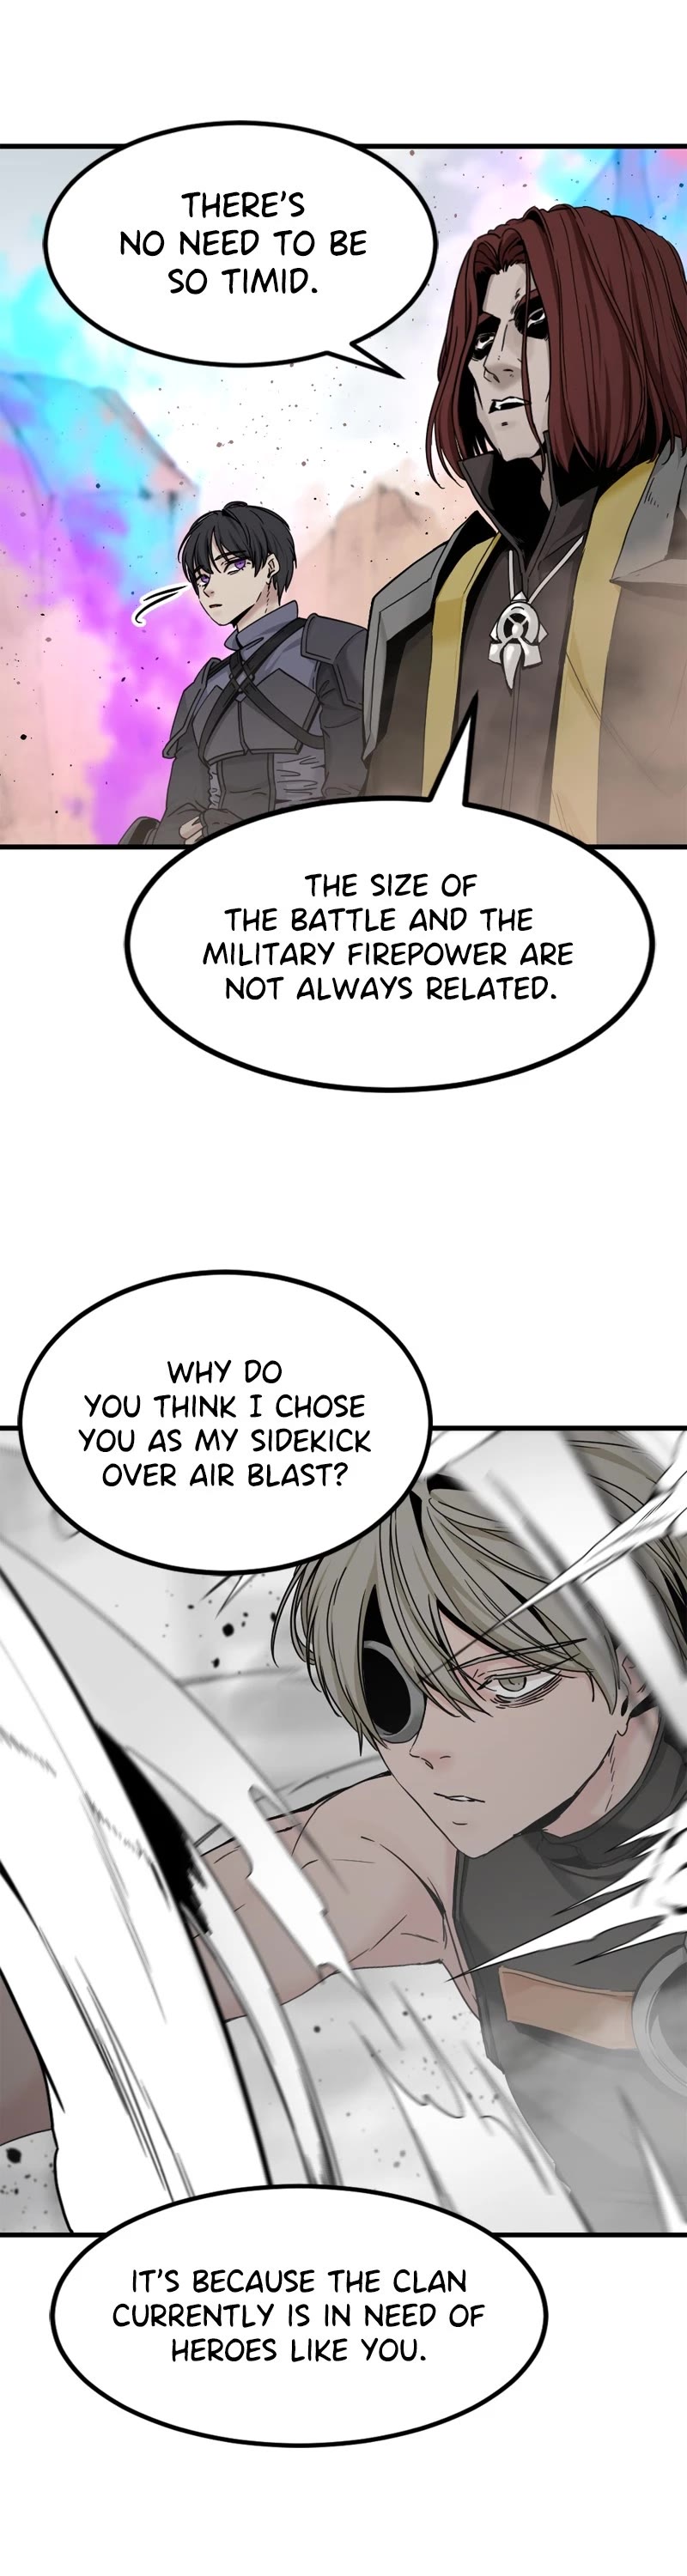 THERE'S
NO NEED TO BE
SO TIMID.
THE SIZE OF
THE BATTLE AND THE
MILITARY FIREPOWER ARE
NOT ALWAYS RELATED.
WHY DO
YOU THINK I CHOSE
YOU AS MY SIDEKICK
OVER AIR BLAST?
IT'S BECAUSE THE CLAN
CURRENTLY IS IN NEED OF
HEROES LIKE YOU.